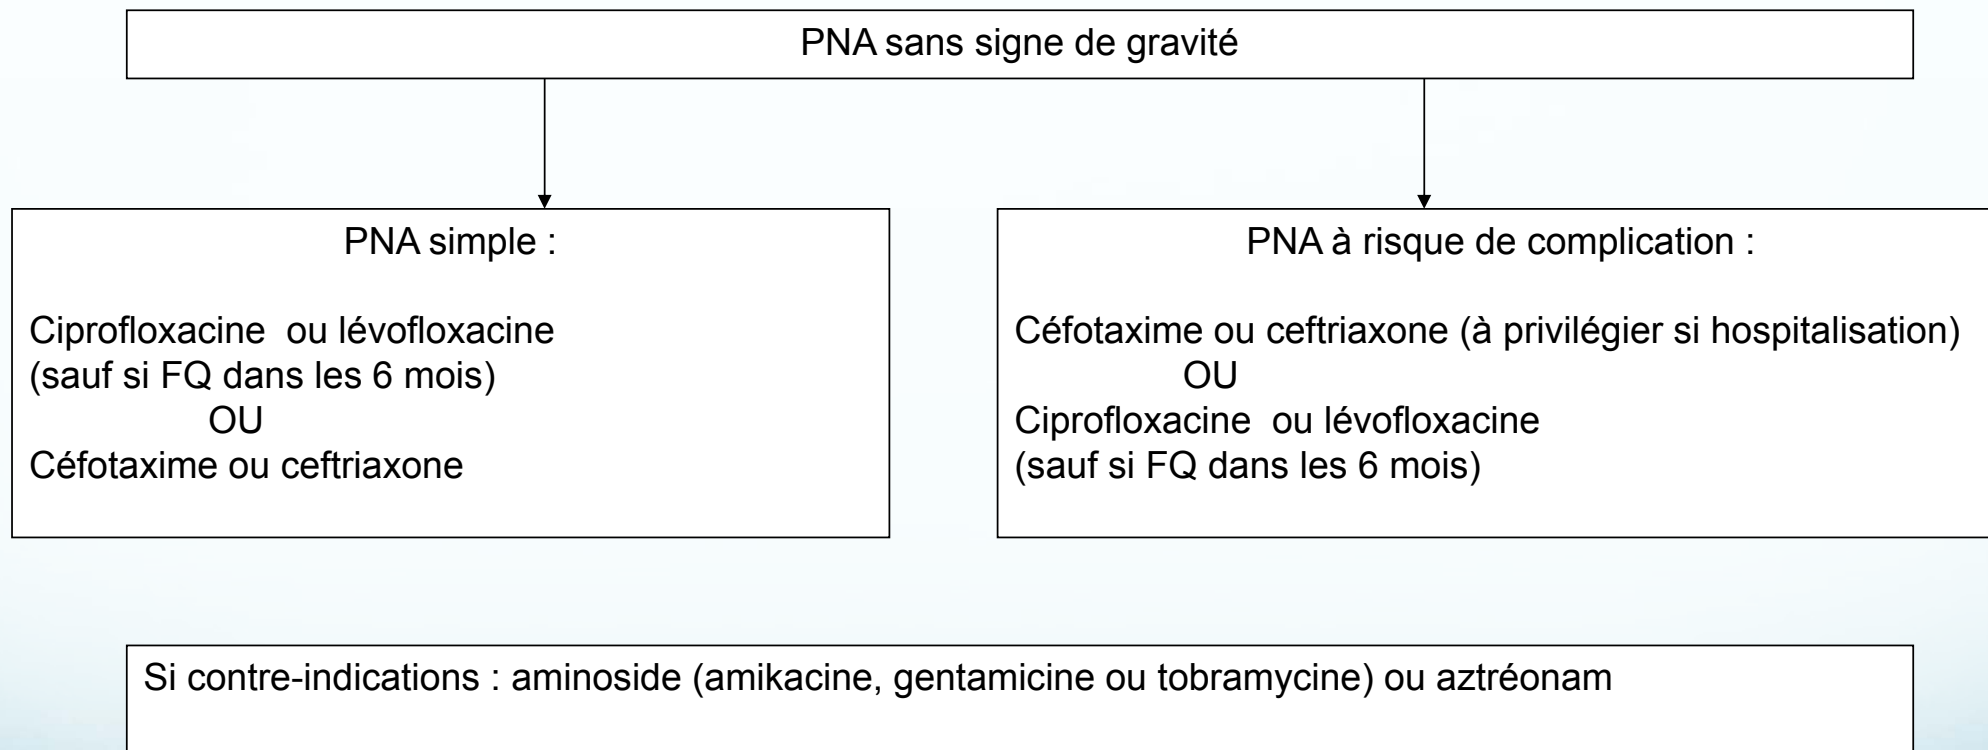 PNA sans signe de gravité
PNA simple :
Ciprofloxacine ou lévofloxacine
(sauf si FQ dans les 6 mois)
OU
Céfotaxime ou ceftriaxone
PNA à risque de complication :
Céfotaxime ou ceftriaxone (à privilégier si hospitalisation)
OU
Ciprofloxacine ou lévofloxacine
(sauf si FQ dans les 6 mois)
Si contre-indications : aminoside (amikacine, gentamicine ou tobramycine) ou aztréonam